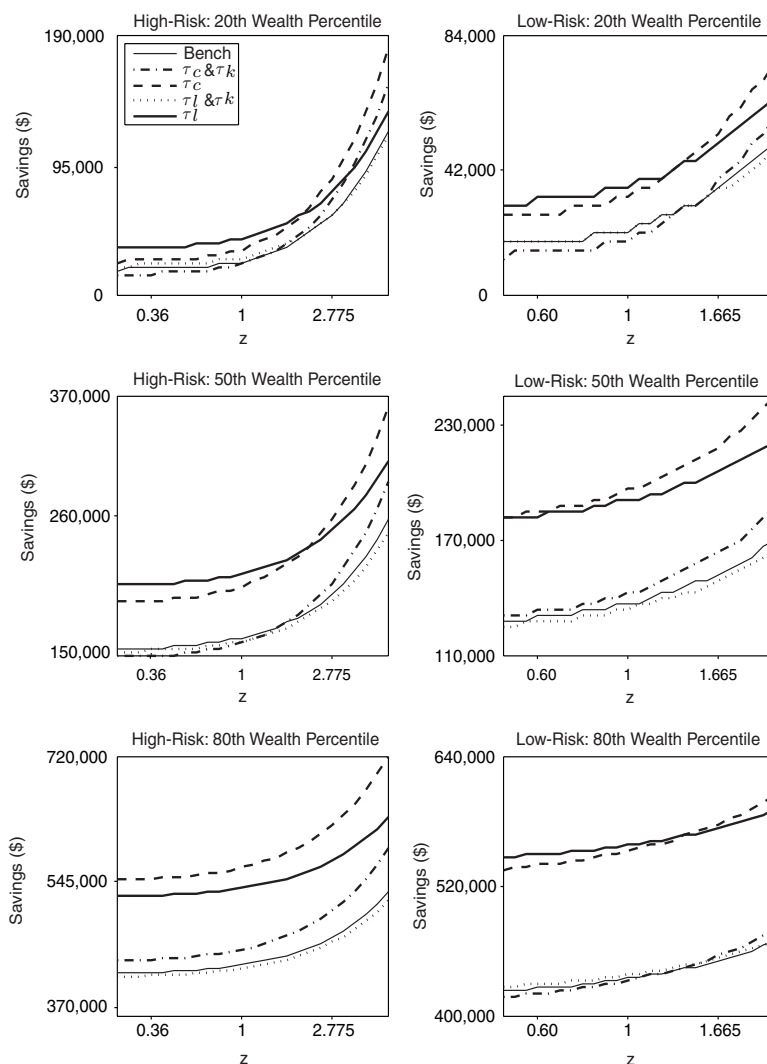 High-Risk: 20th Wealth Percentile
190,000
95,000
0
Savings ($)
Bench
τc & τk
τc
τl & τk
τl
0.36 1 2.775
z
Low-Risk: 20th Wealth Percentile
84,000
42,000
0
Savings ($)
0.60 1 1.665
z
High-Risk: 50th Wealth Percentile
370,000
260,000
150,000
Savings ($)
0.36 1 2.775
z
Low-Risk: 50th Wealth Percentile
230,000
170,000
110,000
Savings ($)
0.60 1 1.665
z
High-Risk: 80th Wealth Percentile
720,000
545,000
370,000
Savings ($)
0.36 1 2.775
z
Low-Risk: 80th Wealth Percentile
640,000
520,000
400,000
Savings ($)
0.60 1 1.665
z